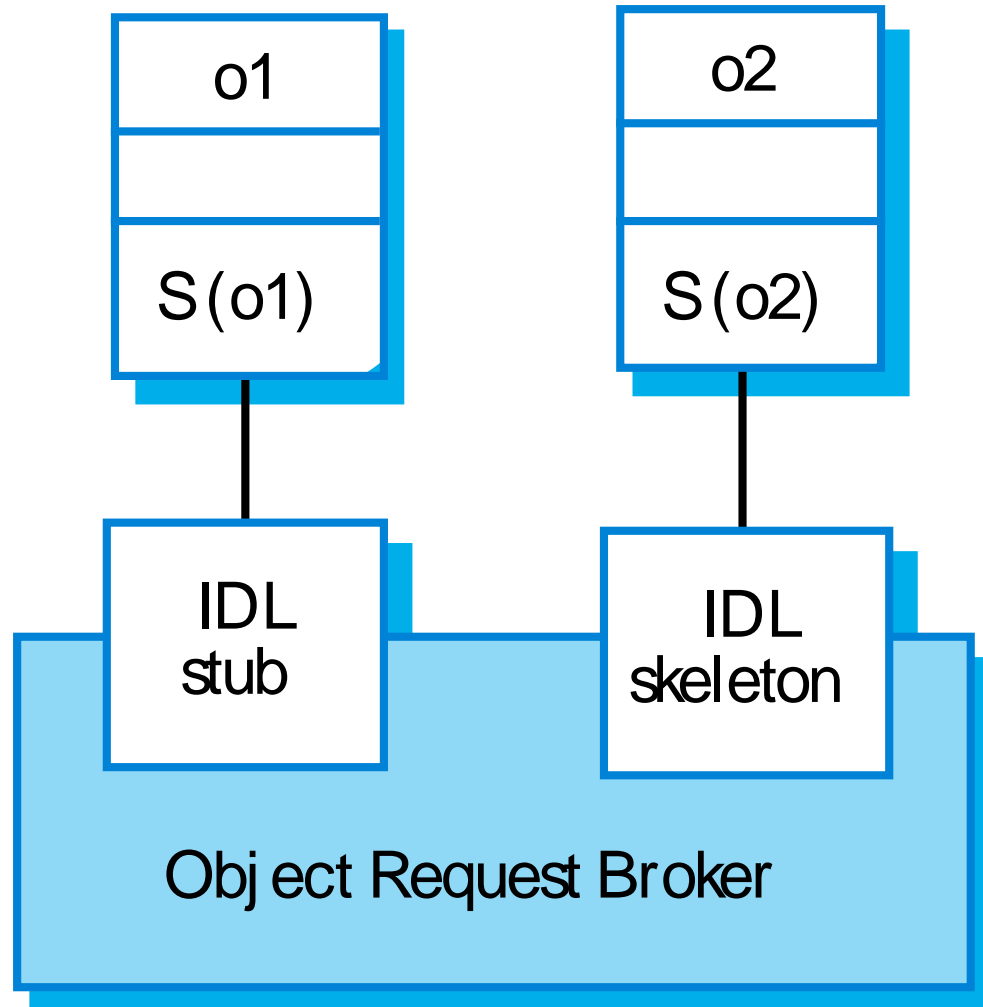 o1
o2
S(o1)
S(o2)
IDL
stub
IDL
skeleton
Object Request Broker